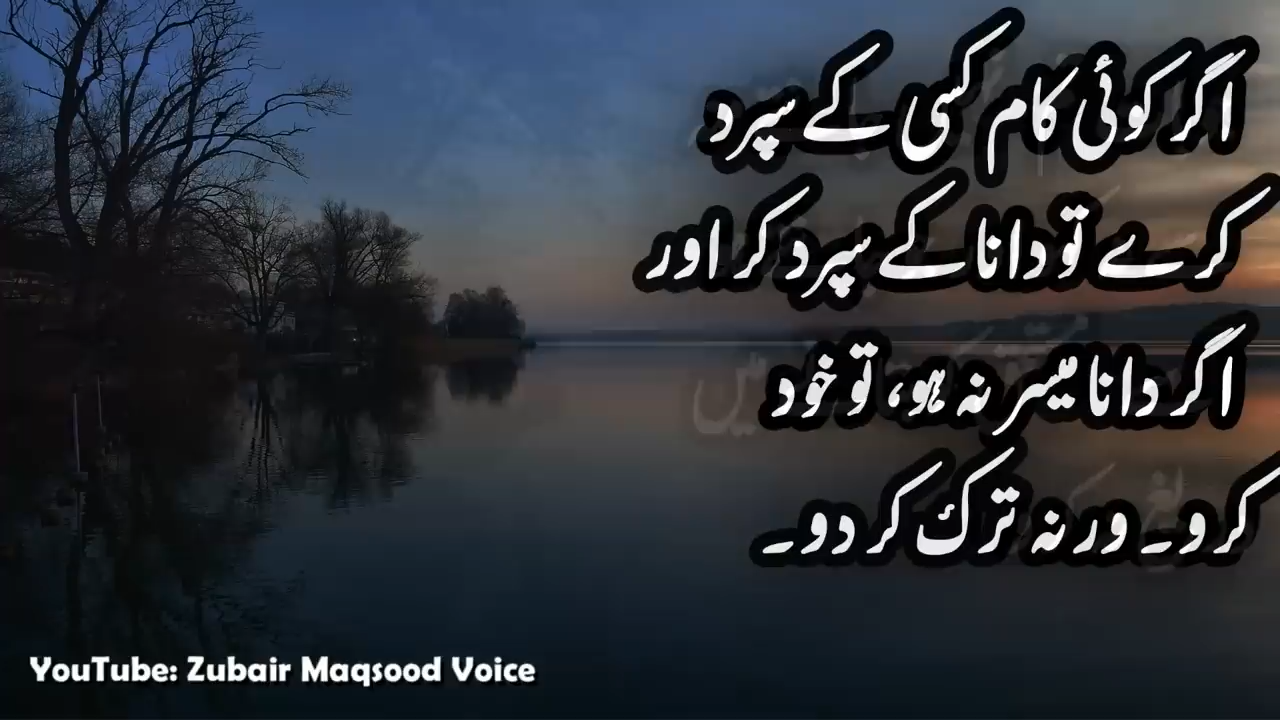 اگر کوئی کام کسی کے سپرد
کرے تو دانا کے سپرد کر اور
اگر دانا میسر نہ ہو، تو خود
کرو۔ ورنہ ترک کر دو۔
YouTube: Zubair Maqsood Voice